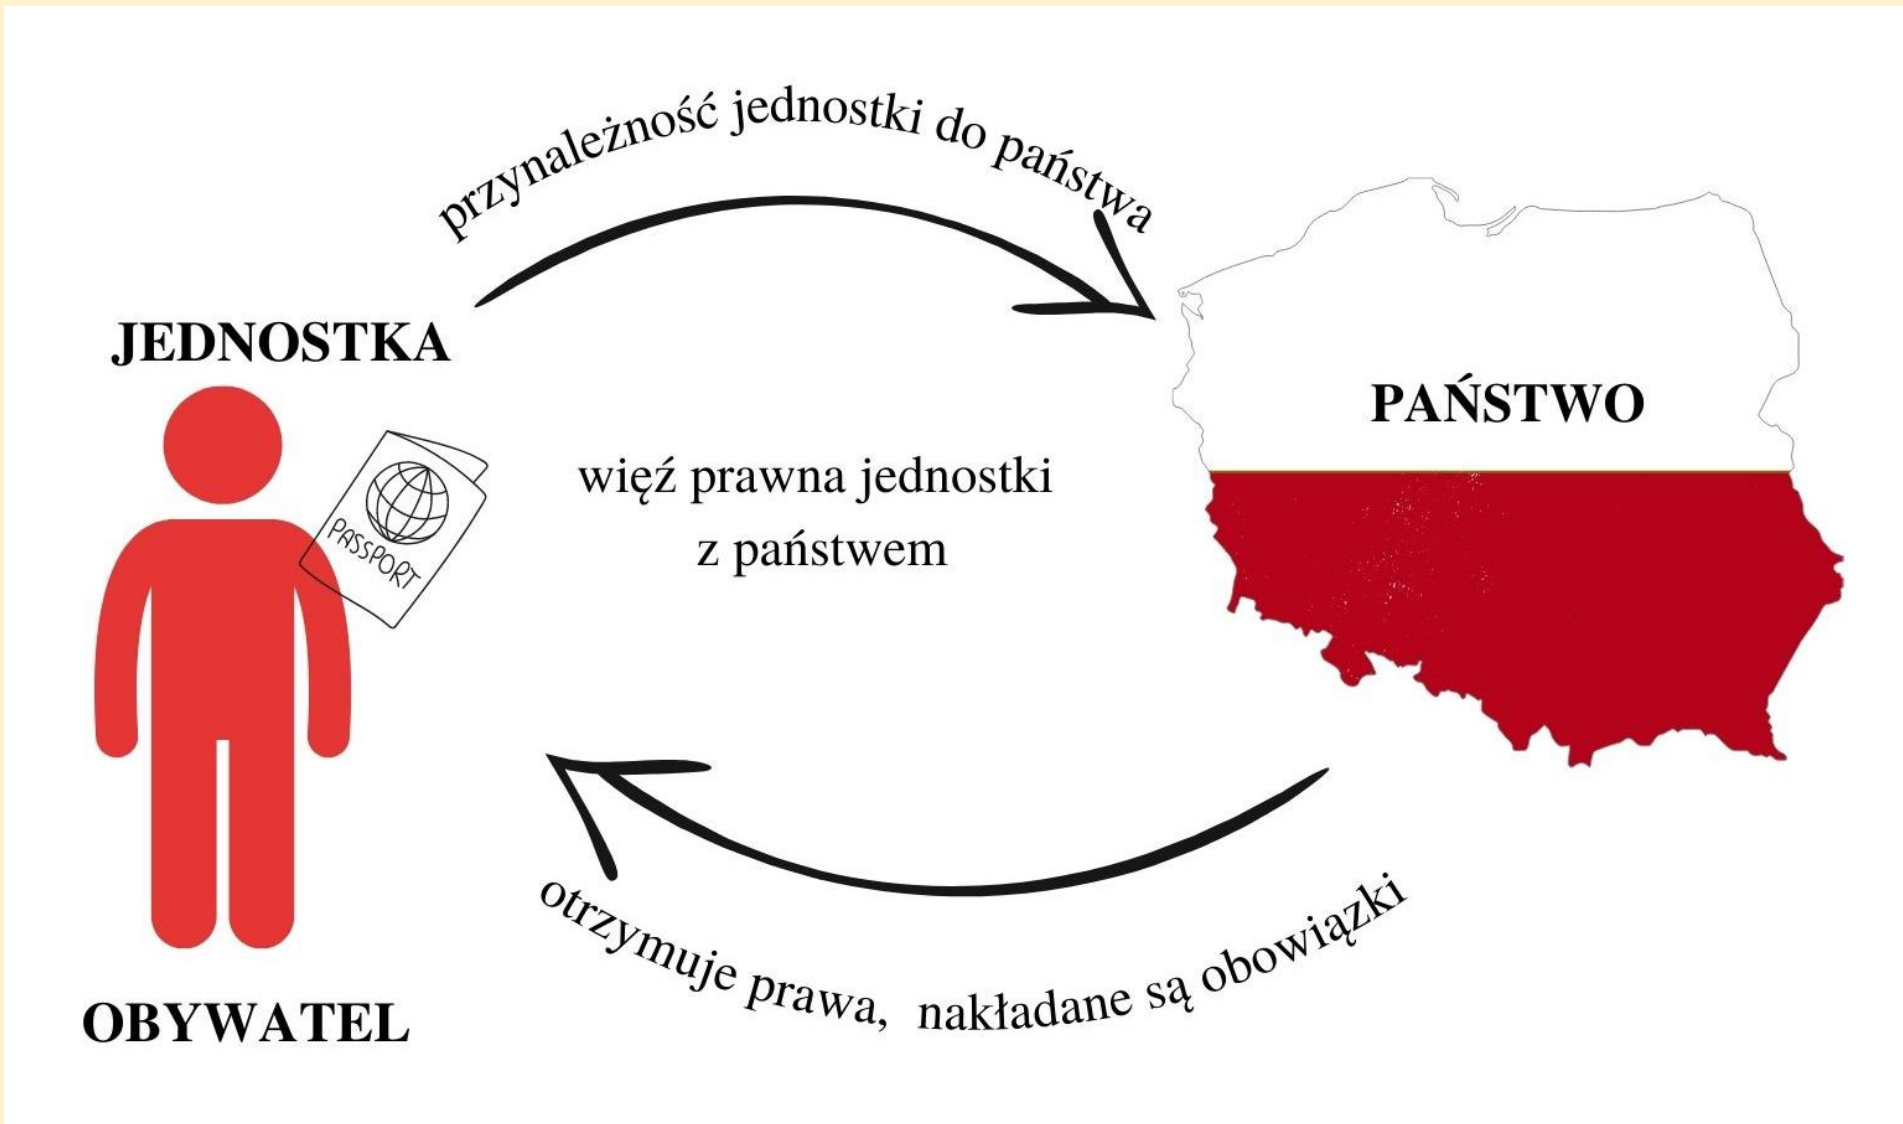 przynależność jednostki do państwa
JEDNOSTKA
PAŃSTWO
PASSPORT
więź prawna jednostki
z państwem
otrzymuje prawa, nakładane są obowiązki
OBYWATEL